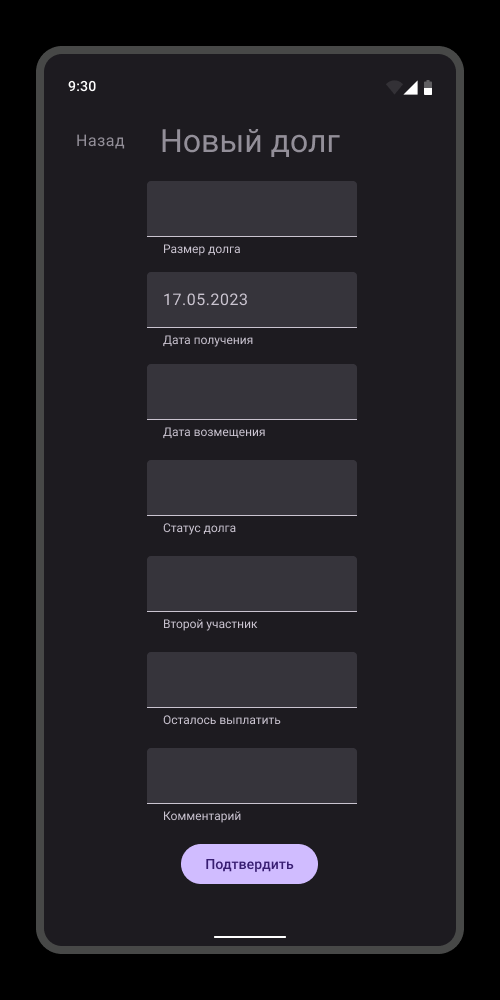 9:30
Назад
Новый долг
Размер долга
17.05.2023
Дата получения
Дата возмещения
Статус долга
Второй участник
Осталось выплатить
Комментарий
Подтвердить